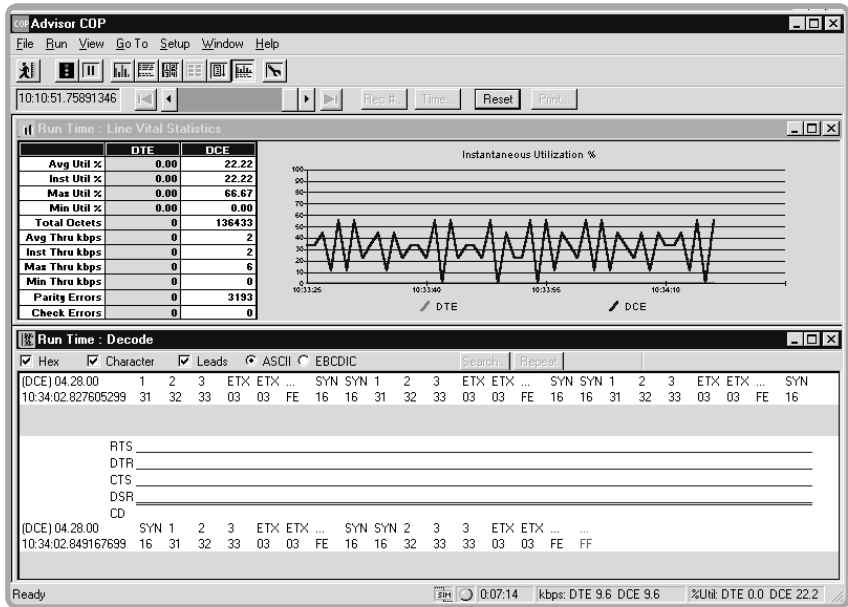 COP Advisor COP
File Run View Go To Setup Window Help
10:10:51.75891346 Rec #... Time... Reset Print...
Run Time : Line Vital Statistics
DTE DCE
Avg Util % 0.00 22.22
Inst Util % 0.00 22.22
Max Util % 0.00 66.67
Min Util % 0.00 0.00
Total Octets 0 136433
Avg Thru kbps 0 2
Inst Thru kbps 0 2
Max Thru kbps 0 6
Min Thru kbps 0 0
Parity Errors 0 3193
Check Errors 0 0
Instantaneous Utilization %
100
90
80
70
60
50
40
30
20
10
0
10:33:26 10:33:40 10:33:56 10:34:10
DTE DCE
Run Time : Decode
Hex Character Leads ASCII EBCDIC Search... Repeat
(DCE) 04.28.00 1 2 3 ETX ETX ... SYN SYN 1 2 3 ETX ETX ... SYN SYN 1 2 3 ETX ETX ... SYN
10:34:02.827605299 31 32 33 03 03 FE 16 16 31 32 33 03 03 FE 16 16 31 32 33 03 03 FE 16
RTS
DTR
CTS
DSR
CD
(DCE) 04.28.00 SYN 1 2 3 ETX ETX ... SYN SYN 2 3 3 ETX ETX ... ...
10:34:02.849167699 16 31 32 33 03 03 FE 16 16 32 33 33 03 03 FE FF
Ready SIM 0:07:14 kbps: DTE 9.6 DCE 9.6 %Util: DTE 0.0 DCE 22.2